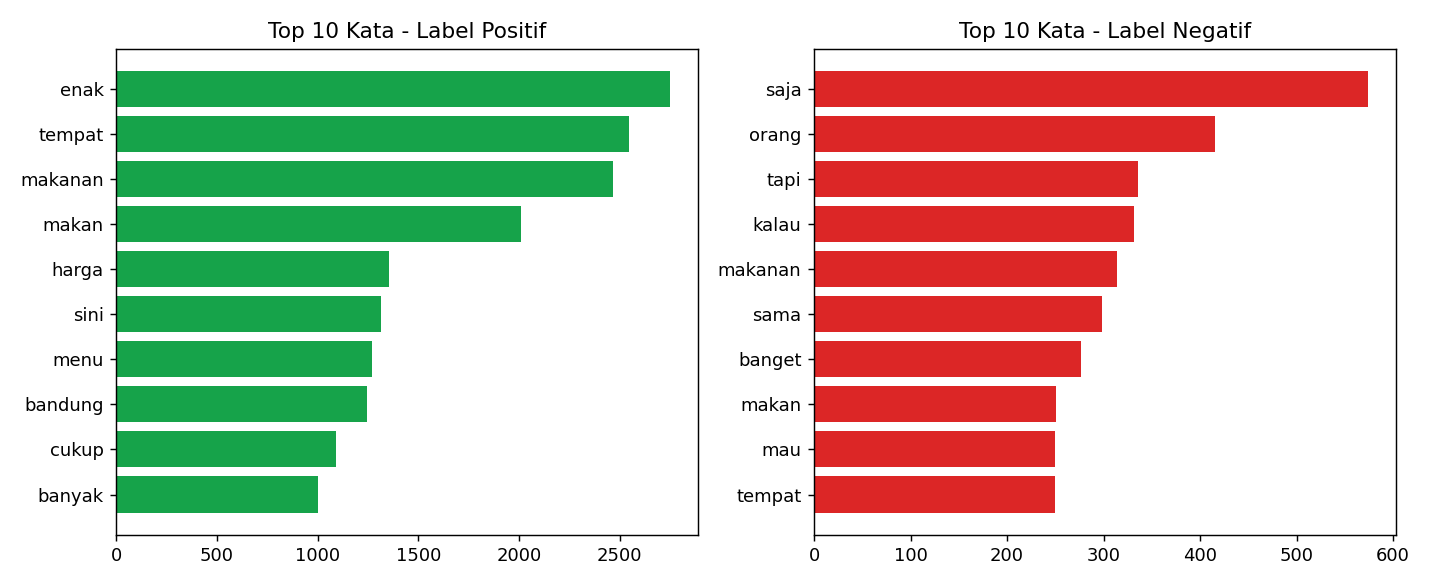 Top 10 Kata - Label Positif
enak
tempat
makanan
makan
harga
sini
menu
bandung
cukup
banyak
0 500 1000 1500 2000 2500
Top 10 Kata - Label Negatif
saja
orang
tapi
kalau
makanan
sama
banget
makan
mau
tempat
0 100 200 300 400 500 600